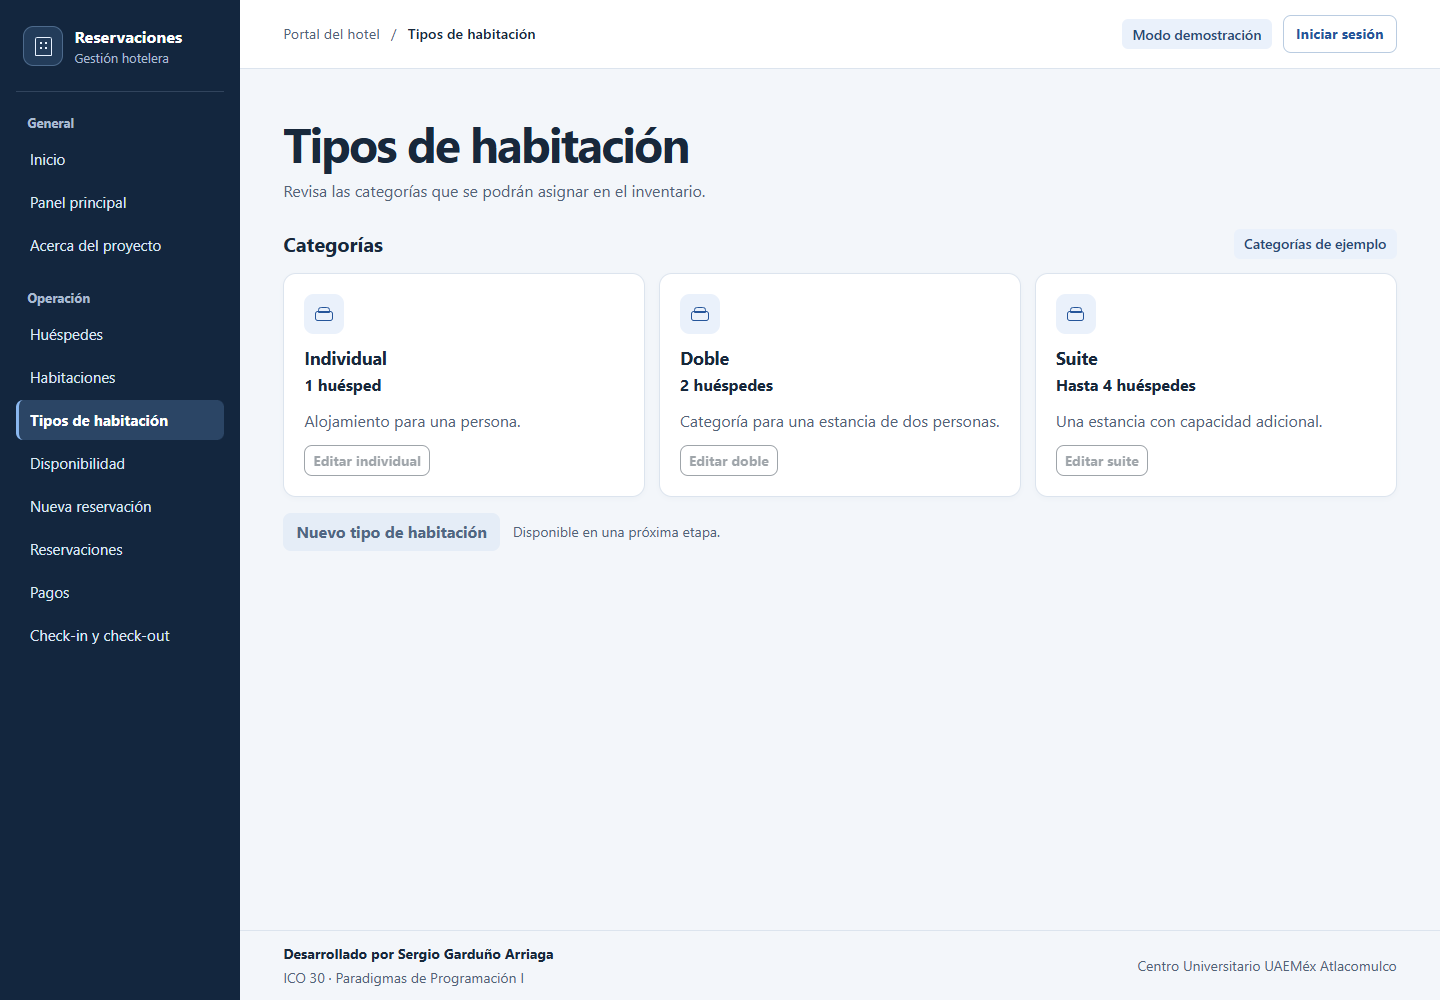 Reservaciones
Gestión hotelera
General
Inicio
Panel principal
Acerca del proyecto
Operación
Huéspedes
Habitaciones
Tipos de habitación
Disponibilidad
Nueva reservación
Reservaciones
Pagos
Check-in y check-out
Portal del hotel / Tipos de habitación
Modo demostración
Iniciar sesión
Tipos de habitación
Revisa las categorías que se podrán asignar en el inventario.
Categorías
Categorías de ejemplo
Individual
1 huésped
Alojamiento para una persona.
Editar individual
Doble
2 huéspedes
Categoría para una estancia de dos personas.
Editar doble
Suite
Hasta 4 huéspedes
Una estancia con capacidad adicional.
Editar suite
Nuevo tipo de habitación
Disponible en una próxima etapa.
Desarrollado por Sergio Garduño Arriaga
ICO 30 · Paradigmas de Programación I
Centro Universitario UAEMéx Atlacomulco